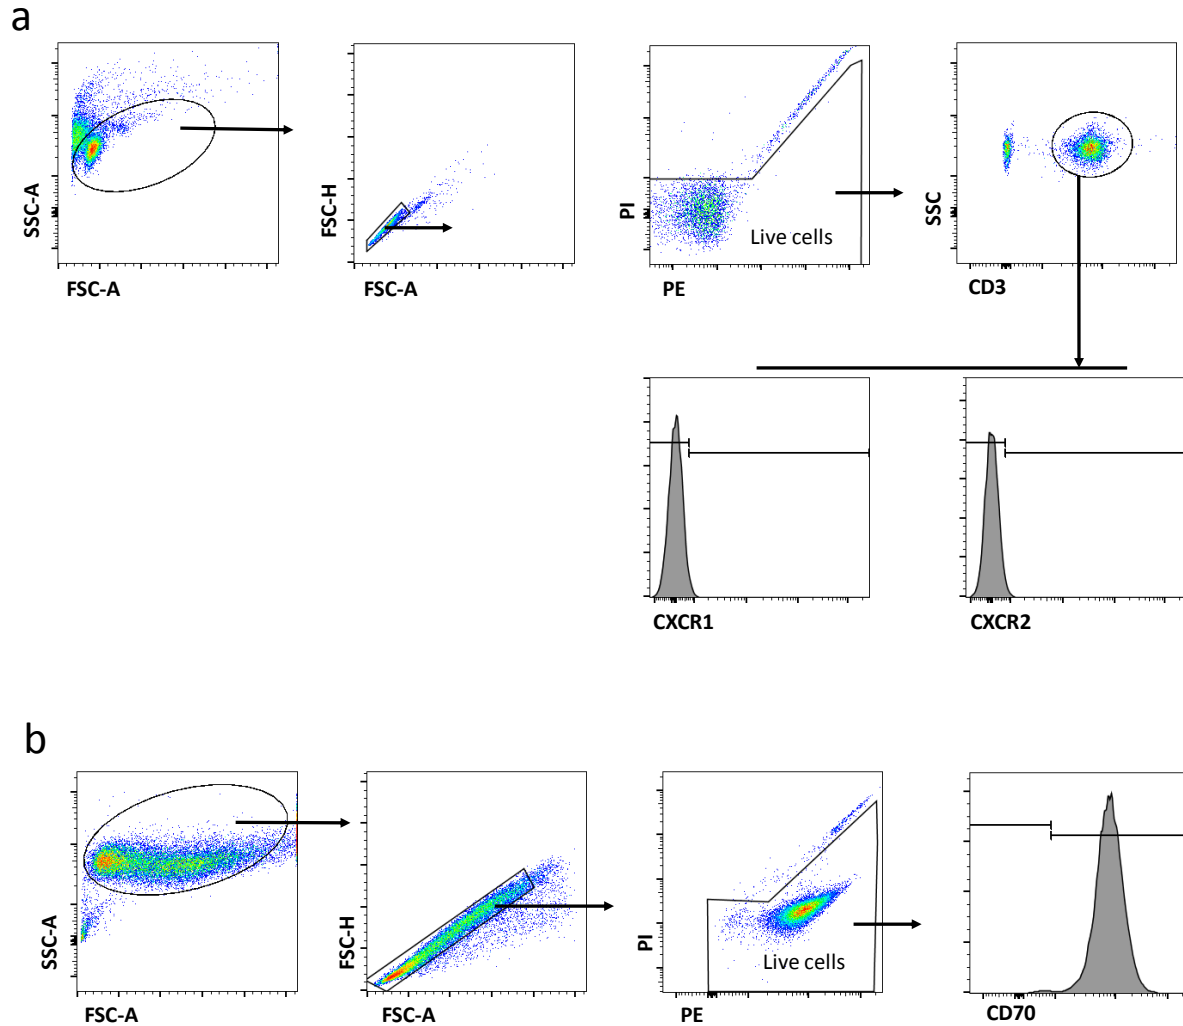 a
SSC-A
FSC-A
FSC-H
FSC-A
PI
Live cells
PE
SSC
CD3
CXCR1
CXCR2
b
SSC-A
FSC-A
FSC-H
FSC-A
PI
Live cells
PE
CD70